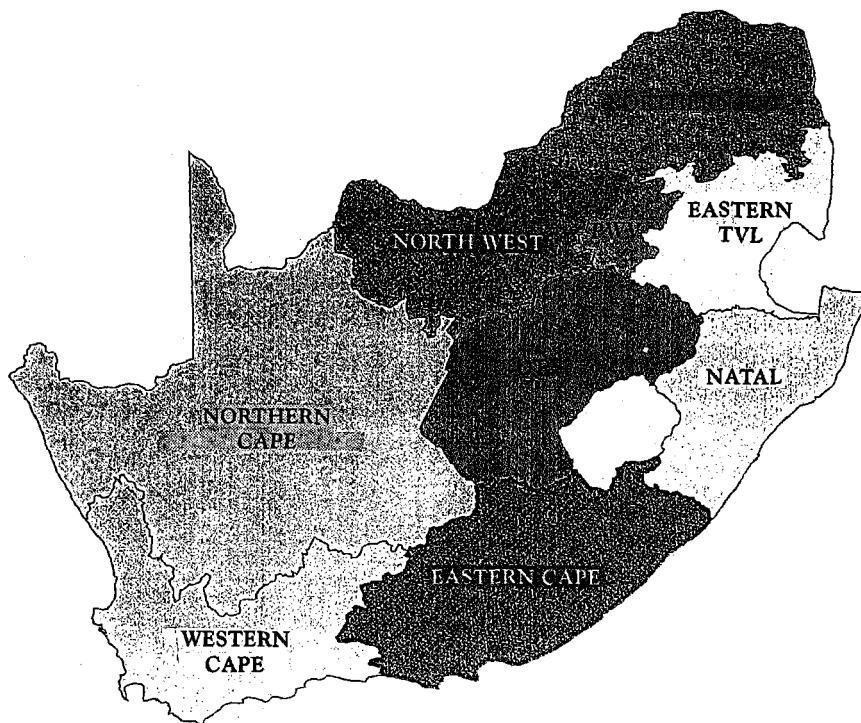 EASTERN
TVL
NORTH WEST
NATAL
NORTHERN
CAPE
EASTERN CAPE
WESTERN
CAPE